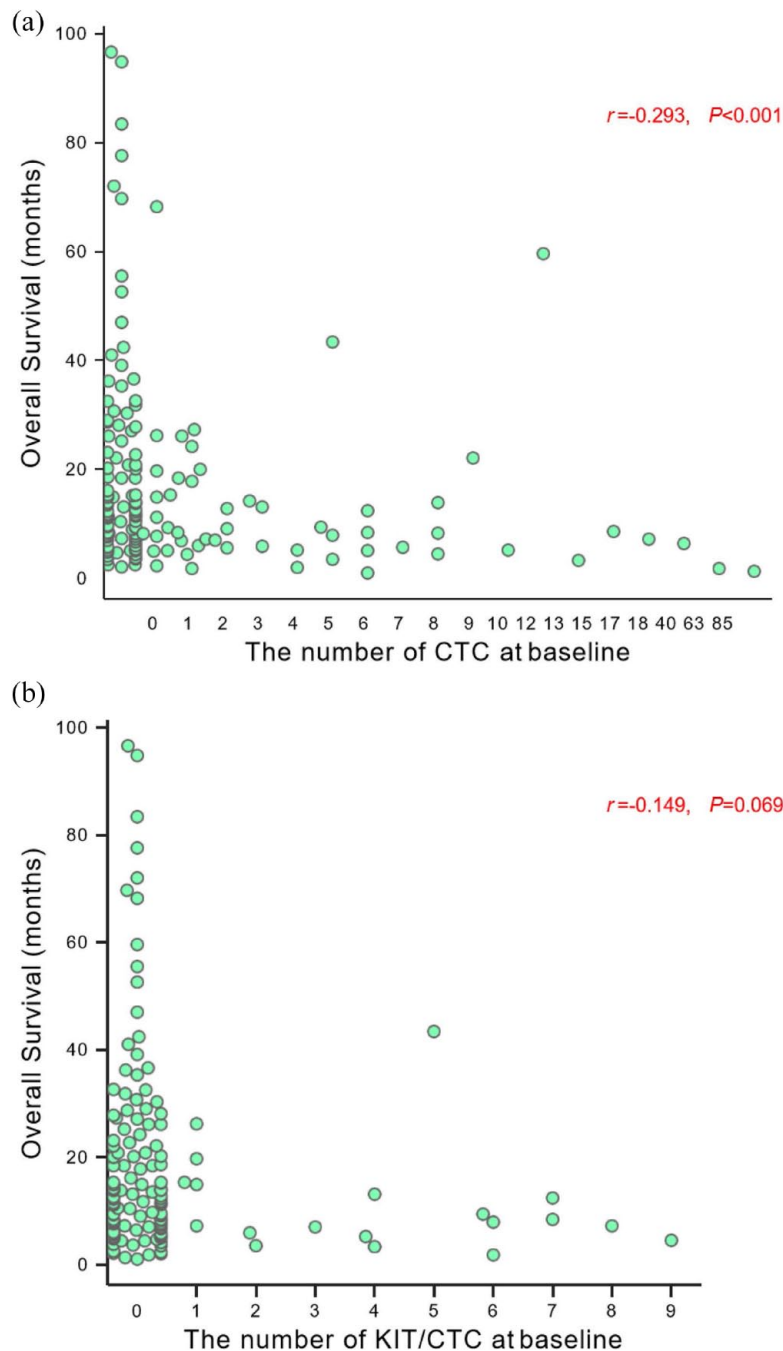 (a)
100
80
60
40
20
0
Overall Survival (months)
r=-0.293, P<0.001
0 1 2 3 4 5 6 7 8 9 10 12 13 15 17 18 40 63 85
The number of CTC at baseline
(b)
100
80
60
40
20
0
Overall Survival (months)
r=-0.149, P=0.069
0 1 2 3 4 5 6 7 8 9
The number of KIT/CTC at baseline